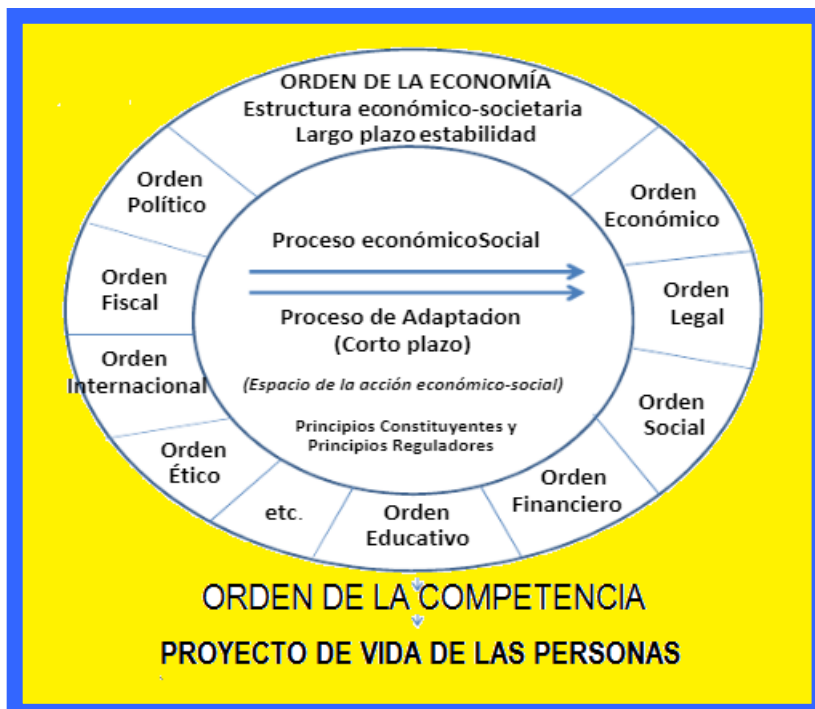 ORDEN DE LA ECONOMÍA
Estructura económico-societaria
Largo plazo estabilidad
Orden
Político
Orden
Económico
Orden
Fiscal
Orden
Legal
Orden
Internacional
Orden
Social
Orden
Ético
etc.
Orden
Educativo
Orden
Financiero
Proceso económicoSocial
Proceso de Adaptacion
(Corto plazo)
(Espacio de la acción económico-social)
Principios Constituyentes y
Principios Reguladores
ORDEN DE LA COMPETENCIA
PROYECTO DE VIDA DE LAS PERSONAS